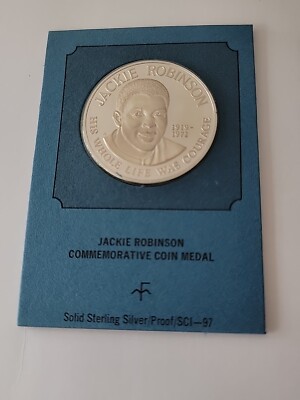 JACKIE ROBINSON
1919-
1972
HIS WHOLE LIFE WAS COURAGE
JACKIE ROBINSON
COMMEMORATIVE COIN MEDAL
Solid Sterling Silver/Proof/SCI-97